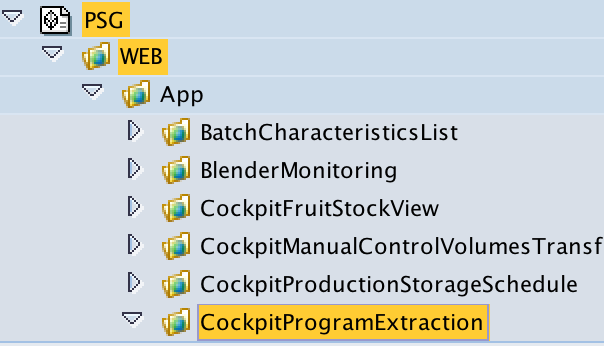 PSG
WEB
App
BatchCharacteristicsList
BlenderMonitoring
CockpitFruitStockView
CockpitManualControlVolumesTransf
CockpitProductionStorageSchedule
CockpitProgramExtraction